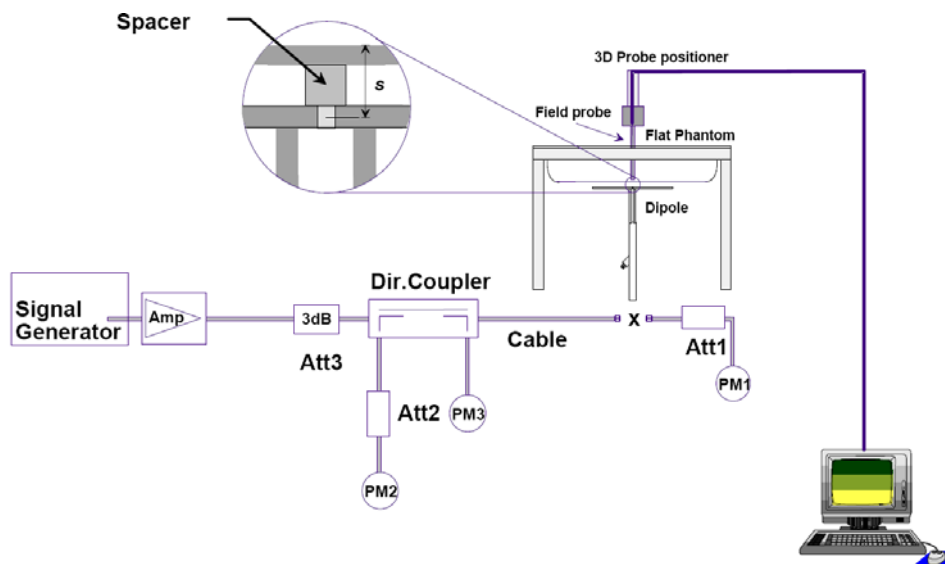 Spacer
s
3D Probe positioner
Field probe
Flat Phantom
Dipole
Signal
Generator
Amp
3dB
Att3
Dir.Coupler
Cable
x
Att1
PM1
Att2
PM3
PM2